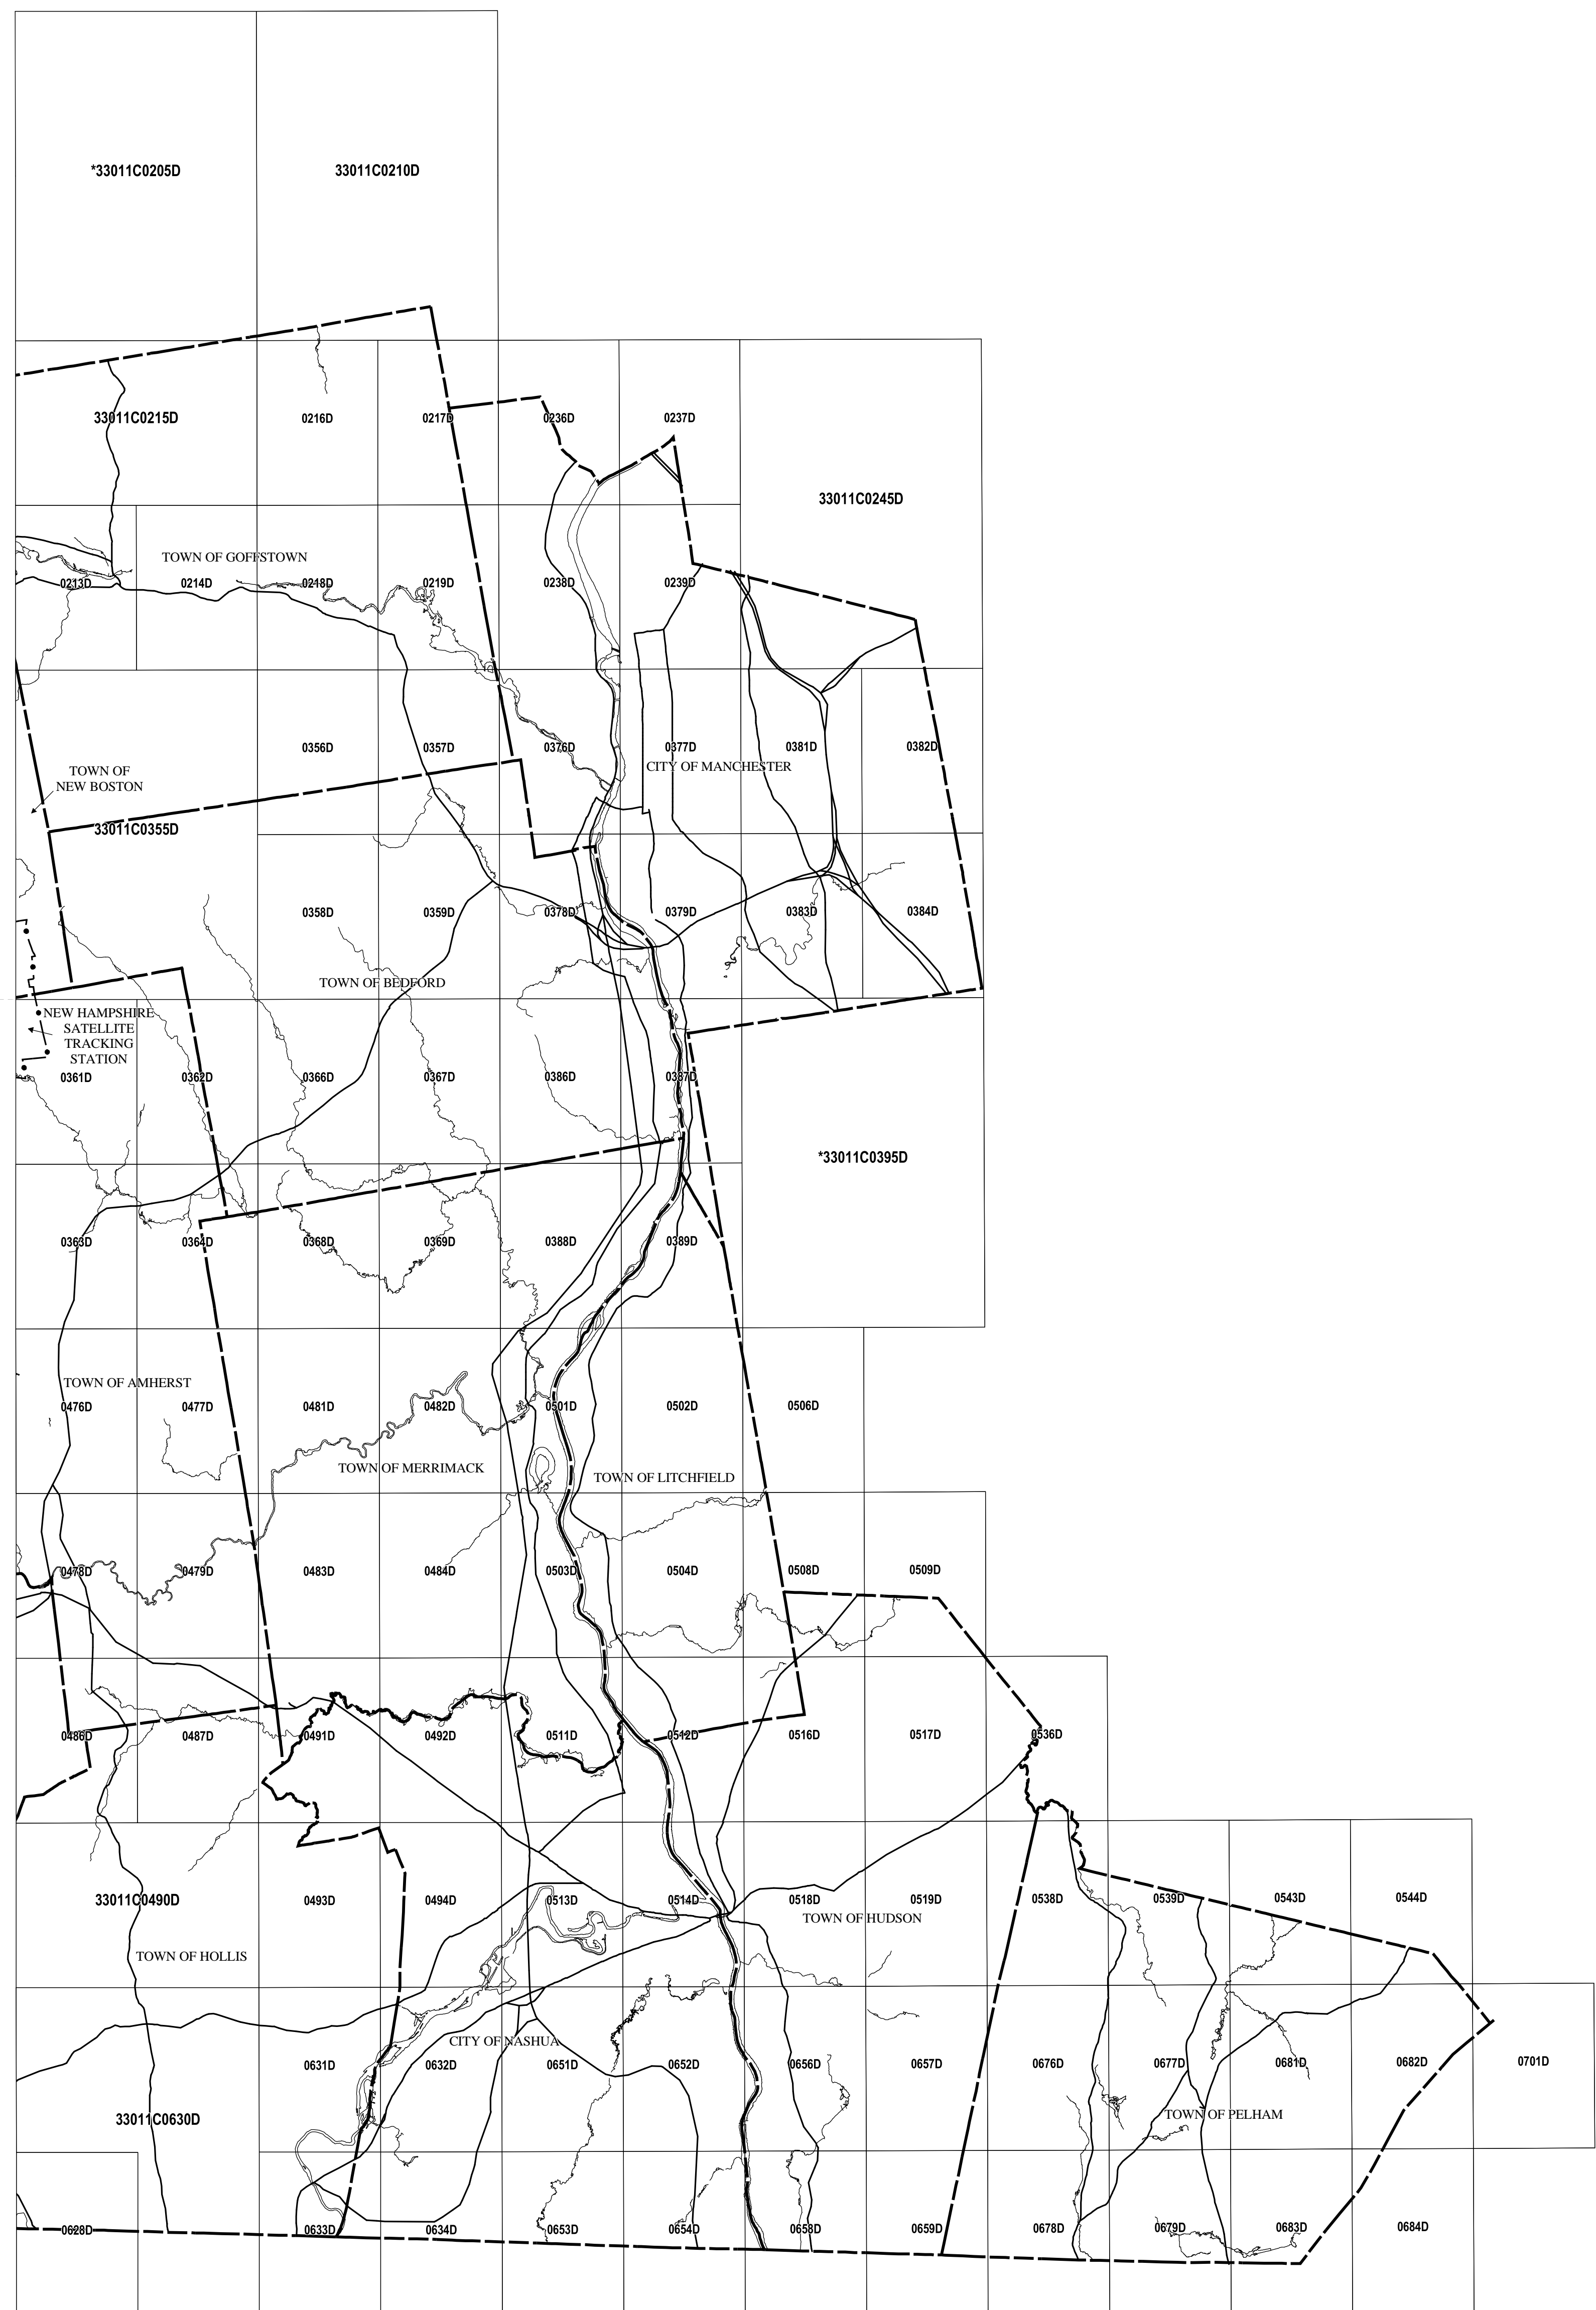 *33011C0205D
33011C0210D
33011C0215D
0216D
0217D
0236D
0237D
33011C0245D
TOWN OF GOFFSTOWN
0213D
0214D
0218D
0219D
0238D
0239D
0356D
0357D
0376D
0377D
0381D
0382D
CITY OF MANCHESTER
TOWN OF
NEW BOSTON
33011C0355D
0358D
0359D
0378D
0379D
0383D
0384D
TOWN OF BEDFORD
NEW HAMPSHIRE
SATELLITE
TRACKING
STATION
0361D
0362D
0366D
0367D
0386D
0387D
*33011C0395D
0363D
0364D
0368D
0369D
0388D
0389D
TOWN OF AMHERST
0476D
0477D
0481D
0482D
0501D
0502D
0506D
TOWN OF MERRIMACK
TOWN OF LITCHFIELD
0478D
0479D
0483D
0484D
0503D
0504D
0508D
0509D
0486D
0487D
0491D
0492D
0511D
0512D
0516D
0517D
0536D
33011C0490D
0493D
0494D
0513D
0514D
0518D
0519D
0538D
0539D
0543D
0544D
TOWN OF HUDSON
TOWN OF HOLLIS
CITY OF NASHUA
0631D
0632D
0651D
0652D
0656D
0657D
0676D
0677D
0681D
0682D
0701D
33011C0630D
TOWN OF PELHAM
0628D
0633D
0634D
0653D
0654D
0658D
0659D
0678D
0679D
0683D
0684D